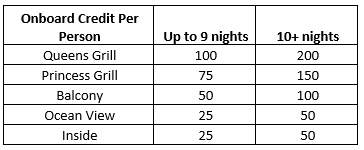 Onboard Credit Per Person Up to 9 nights 10+ nights
Queens Grill 100 200
Princess Grill 75 150
Balcony 50 100
Ocean View 25 50
Inside 25 50